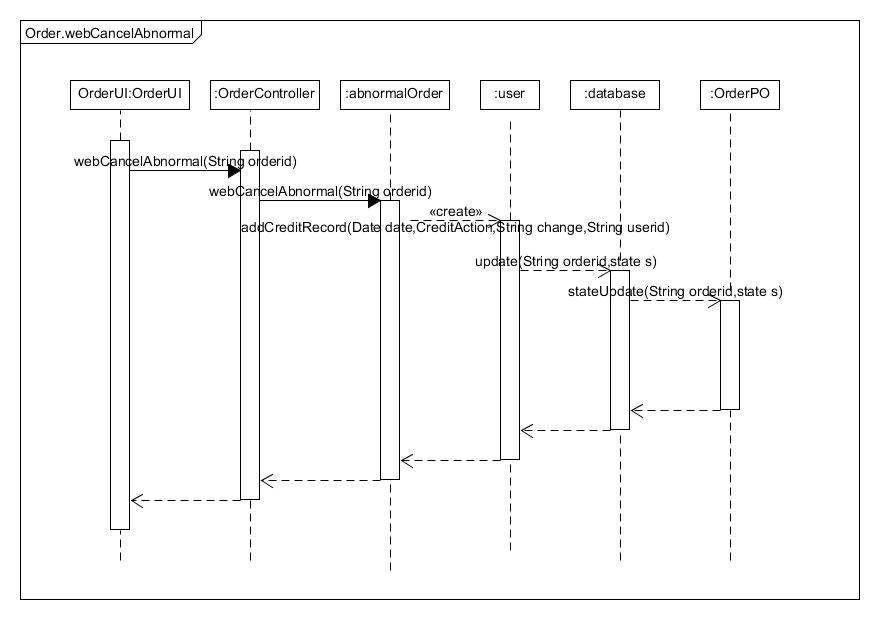 Order.webCancelAbnormal
OrderUI:OrderUI
:OrderController
:abnormalOrder
:user
:database
:OrderPO
webCancelAbnormal(String orderid)
webCancelAbnormal(String orderid)
«create»
addCreditRecord(Date date,CreditAction,String change,String userid)
update(String orderid,state s)
stateUpdate(String orderid,state s)